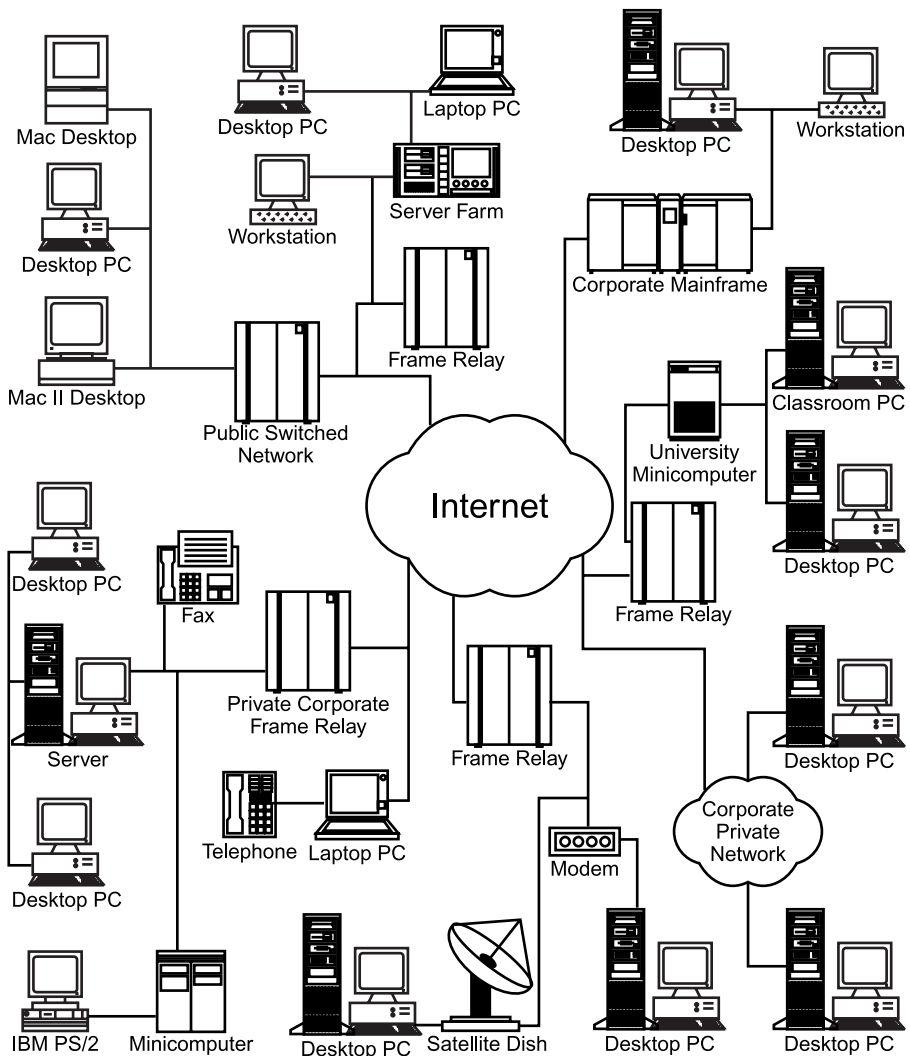 Mac Desktop
Desktop PC
Laptop PC
Desktop PC
Workstation
Desktop PC
Workstation
Server Farm
Corporate Mainframe
Mac II Desktop
Frame Relay
Classroom PC
Public Switched
Network
University
Minicomputer
Internet
Desktop PC
Fax
Desktop PC
Frame Relay
Private Corporate
Frame Relay
Server
Frame Relay
Desktop PC
Telephone
Laptop PC
Corporate
Private
Network
Modem
Desktop PC
IBM PS/2
Minicomputer
Desktop PC
Satellite Dish
Desktop PC
Desktop PC